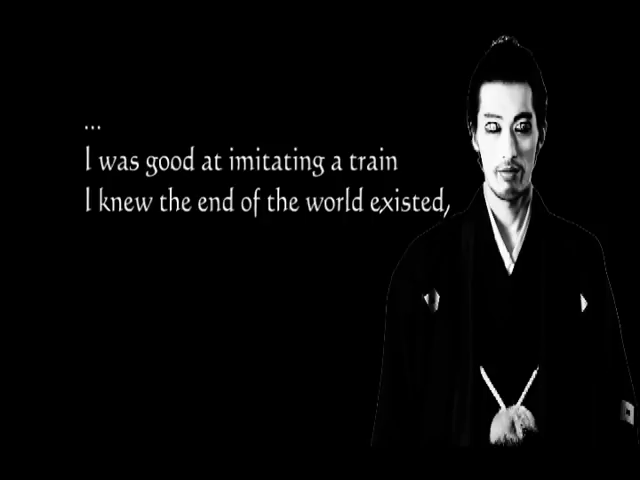 ...
I was good at imitating a train
I knew the end of the world existed,